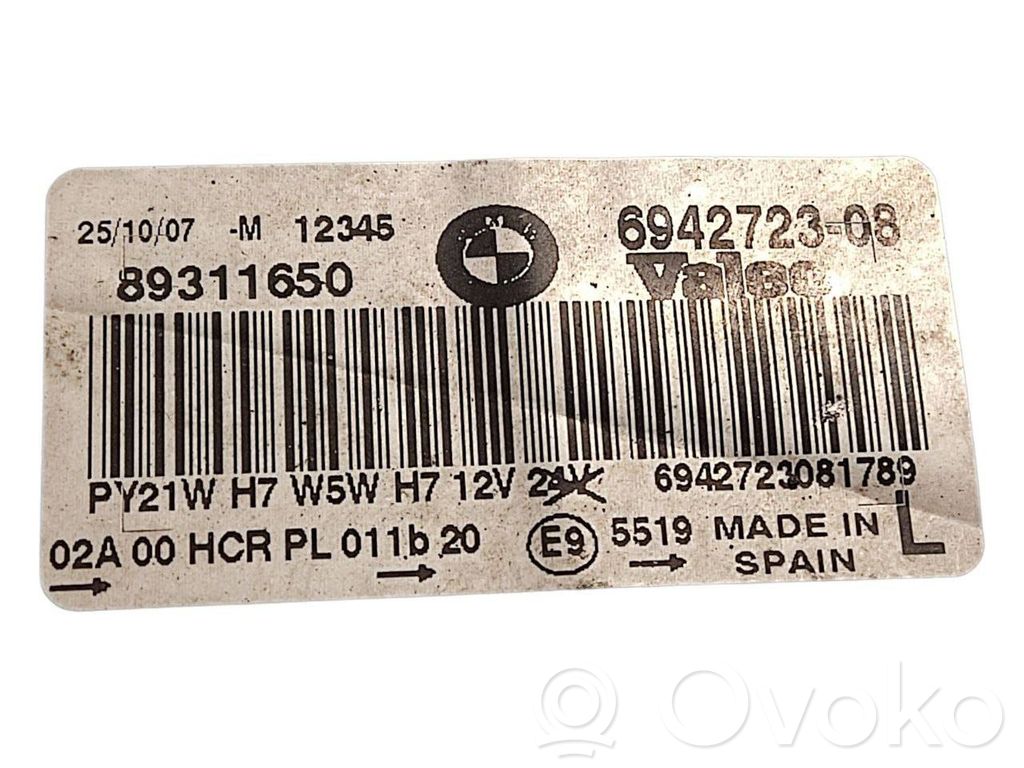 25/10/07 -M 12345
6942723-08
89311650
Valeo
PY21W H7 W5W H7 12V 24V 6942723081789
02A 00 HCR PL 011b 20 E9 5519 MADE IN SPAIN L
Ovoko